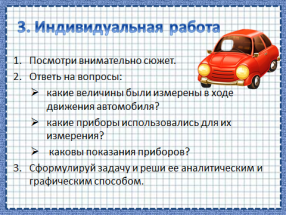 3. Индивидуальная работа
1. Посмотри внимательно сюжет.
2. Ответь на вопросы:
➢ какие величины были измерены в ходе
движения автомобиля?
➢ какие приборы использовались для их
измерения?
➢ каковы показания приборов?
3. Сформулируй задачу и реши ее аналитическим и
графическим способом.